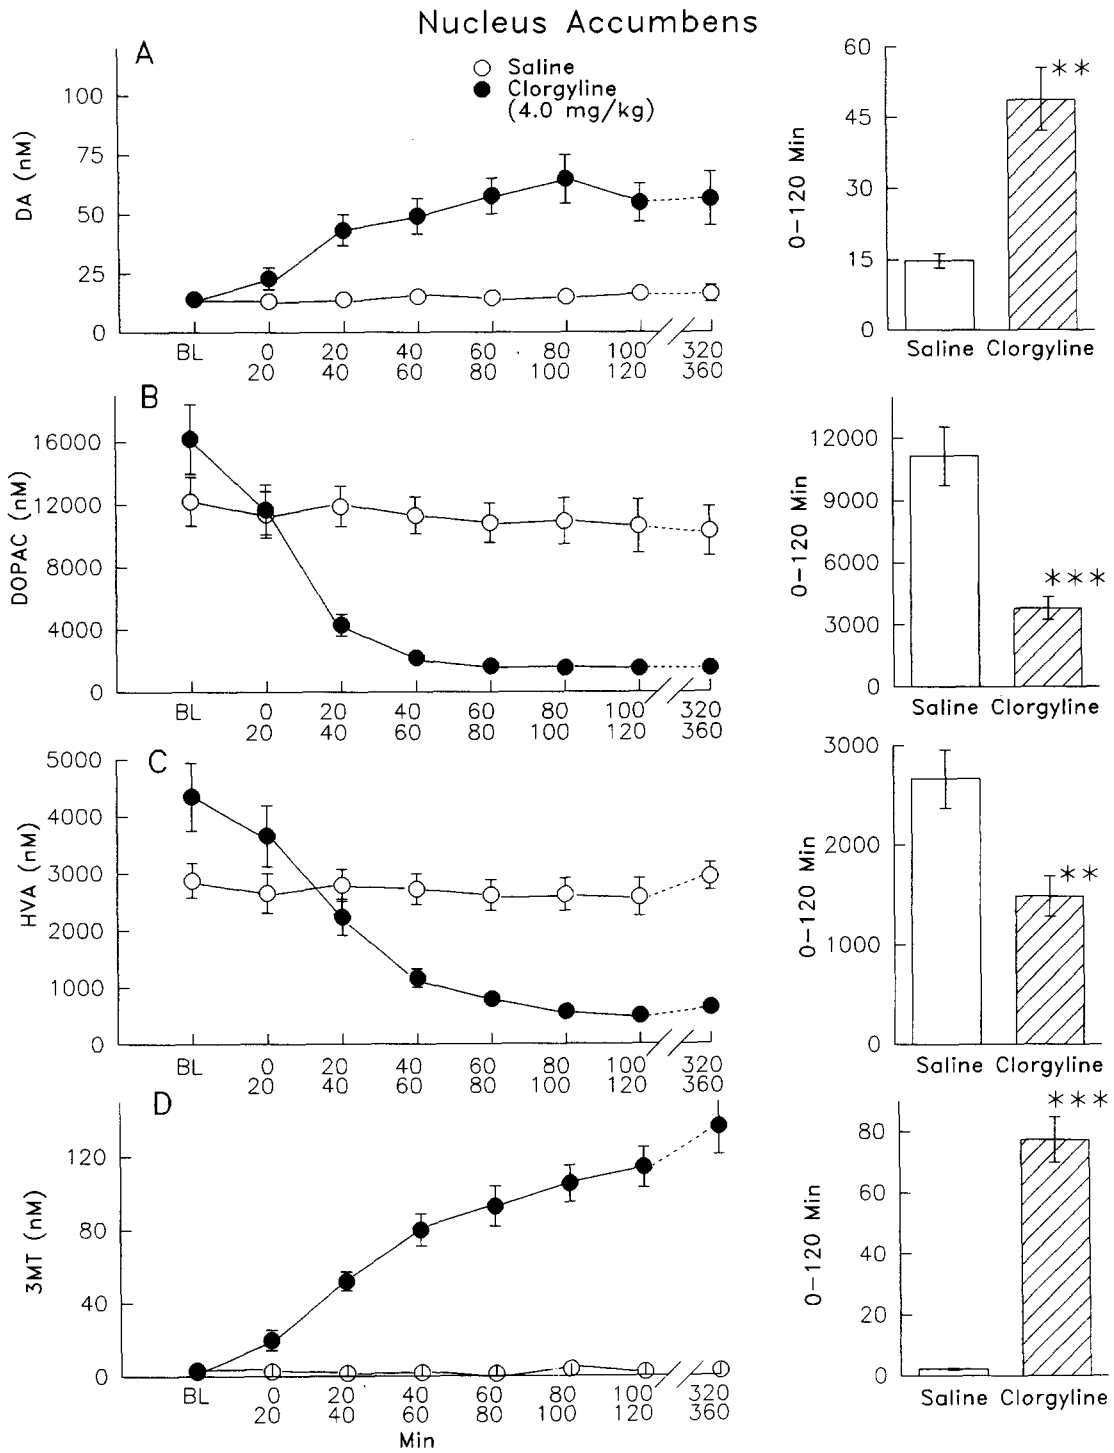 Nucleus Accumbens
A
Saline
Clorgyline
(4.0 mg/kg)
DA (nM)
100
75
50
25
0
BL 0 20 40 60 80 100 320
20 40 60 80 100 120 360
0-120 Min
60
45
30
15
0
**
Saline Clorgyline
B
DOPAC (nM)
16000
12000
8000
4000
0
BL 0 20 40 60 80 100 320
20 40 60 80 100 120 360
0-120 Min
12000
9000
6000
3000
0
***
Saline Clorgyline
C
HVA (nM)
5000
4000
3000
2000
1000
0
BL 0 20 40 60 80 100 320
20 40 60 80 100 120 360
0-120 Min
3000
2000
1000
0
**
Saline Clorgyline
D
3MT (nM)
120
80
40
0
BL 0 20 40 60 80 100 320
20 40 60 80 100 120 360
Min
0-120 Min
80
60
40
20
0
***
Saline Clorgyline